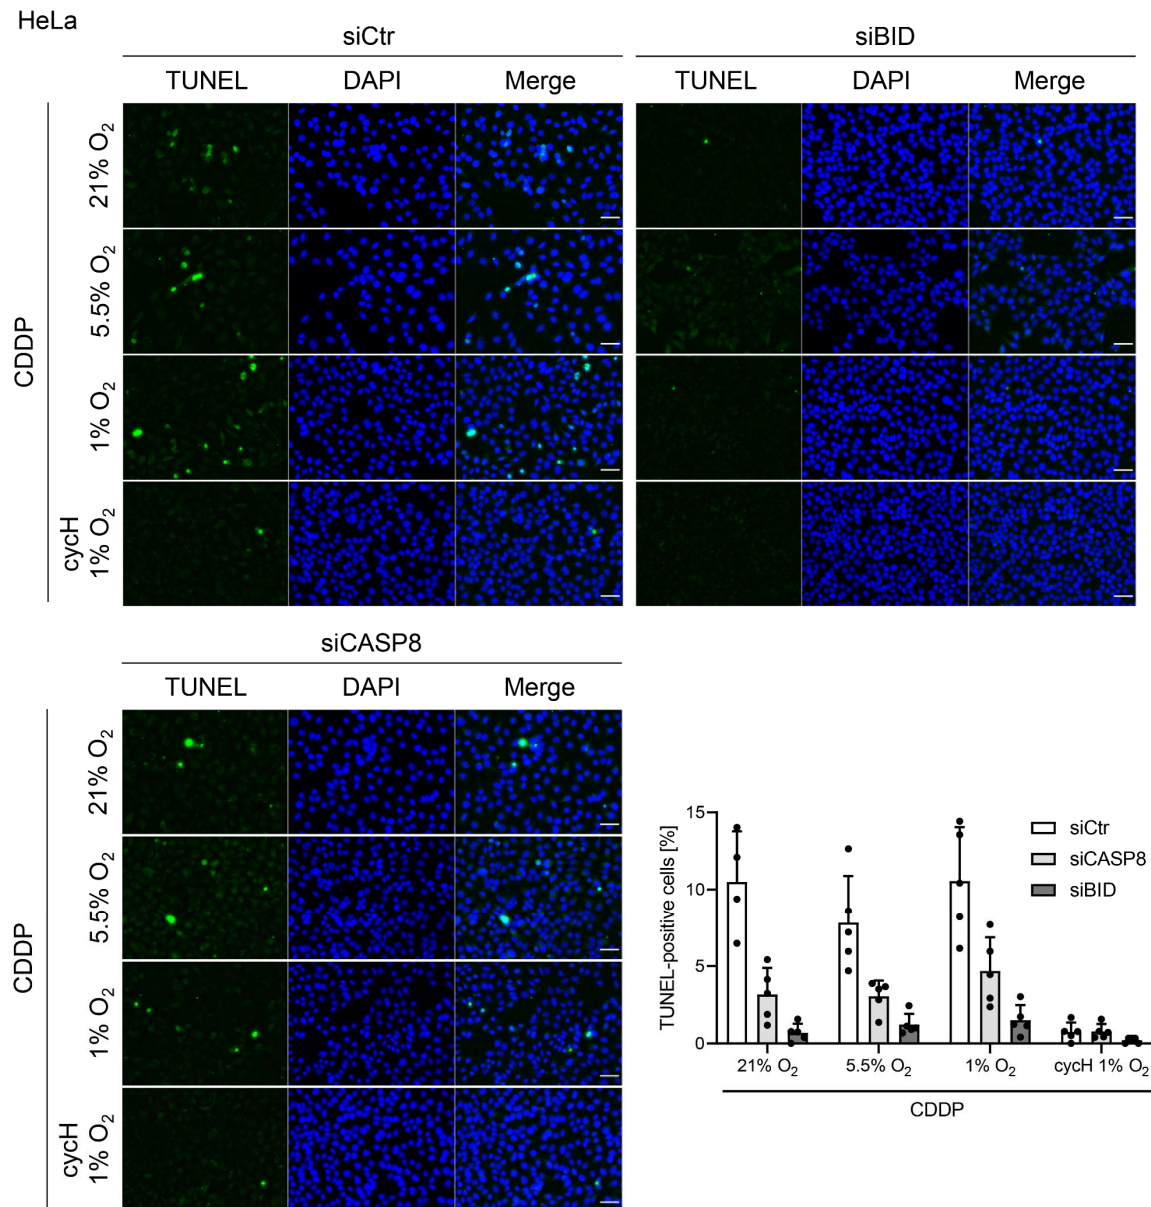 HeLa
siCtr
siBID
TUNEL DAPI Merge TUNEL DAPI Merge
CDDP
21% O₂
5.5% O₂
1% O₂
cycH
1% O₂
siCASP8
TUNEL DAPI Merge
CDDP
21% O₂
5.5% O₂
1% O₂
cycH
1% O₂
TUNEL-positive cells [%]
15
10
5
0
siCtr
siCASP8
siBID
21% O₂ 5.5% O₂ 1% O₂ cycH 1% O₂
CDDP